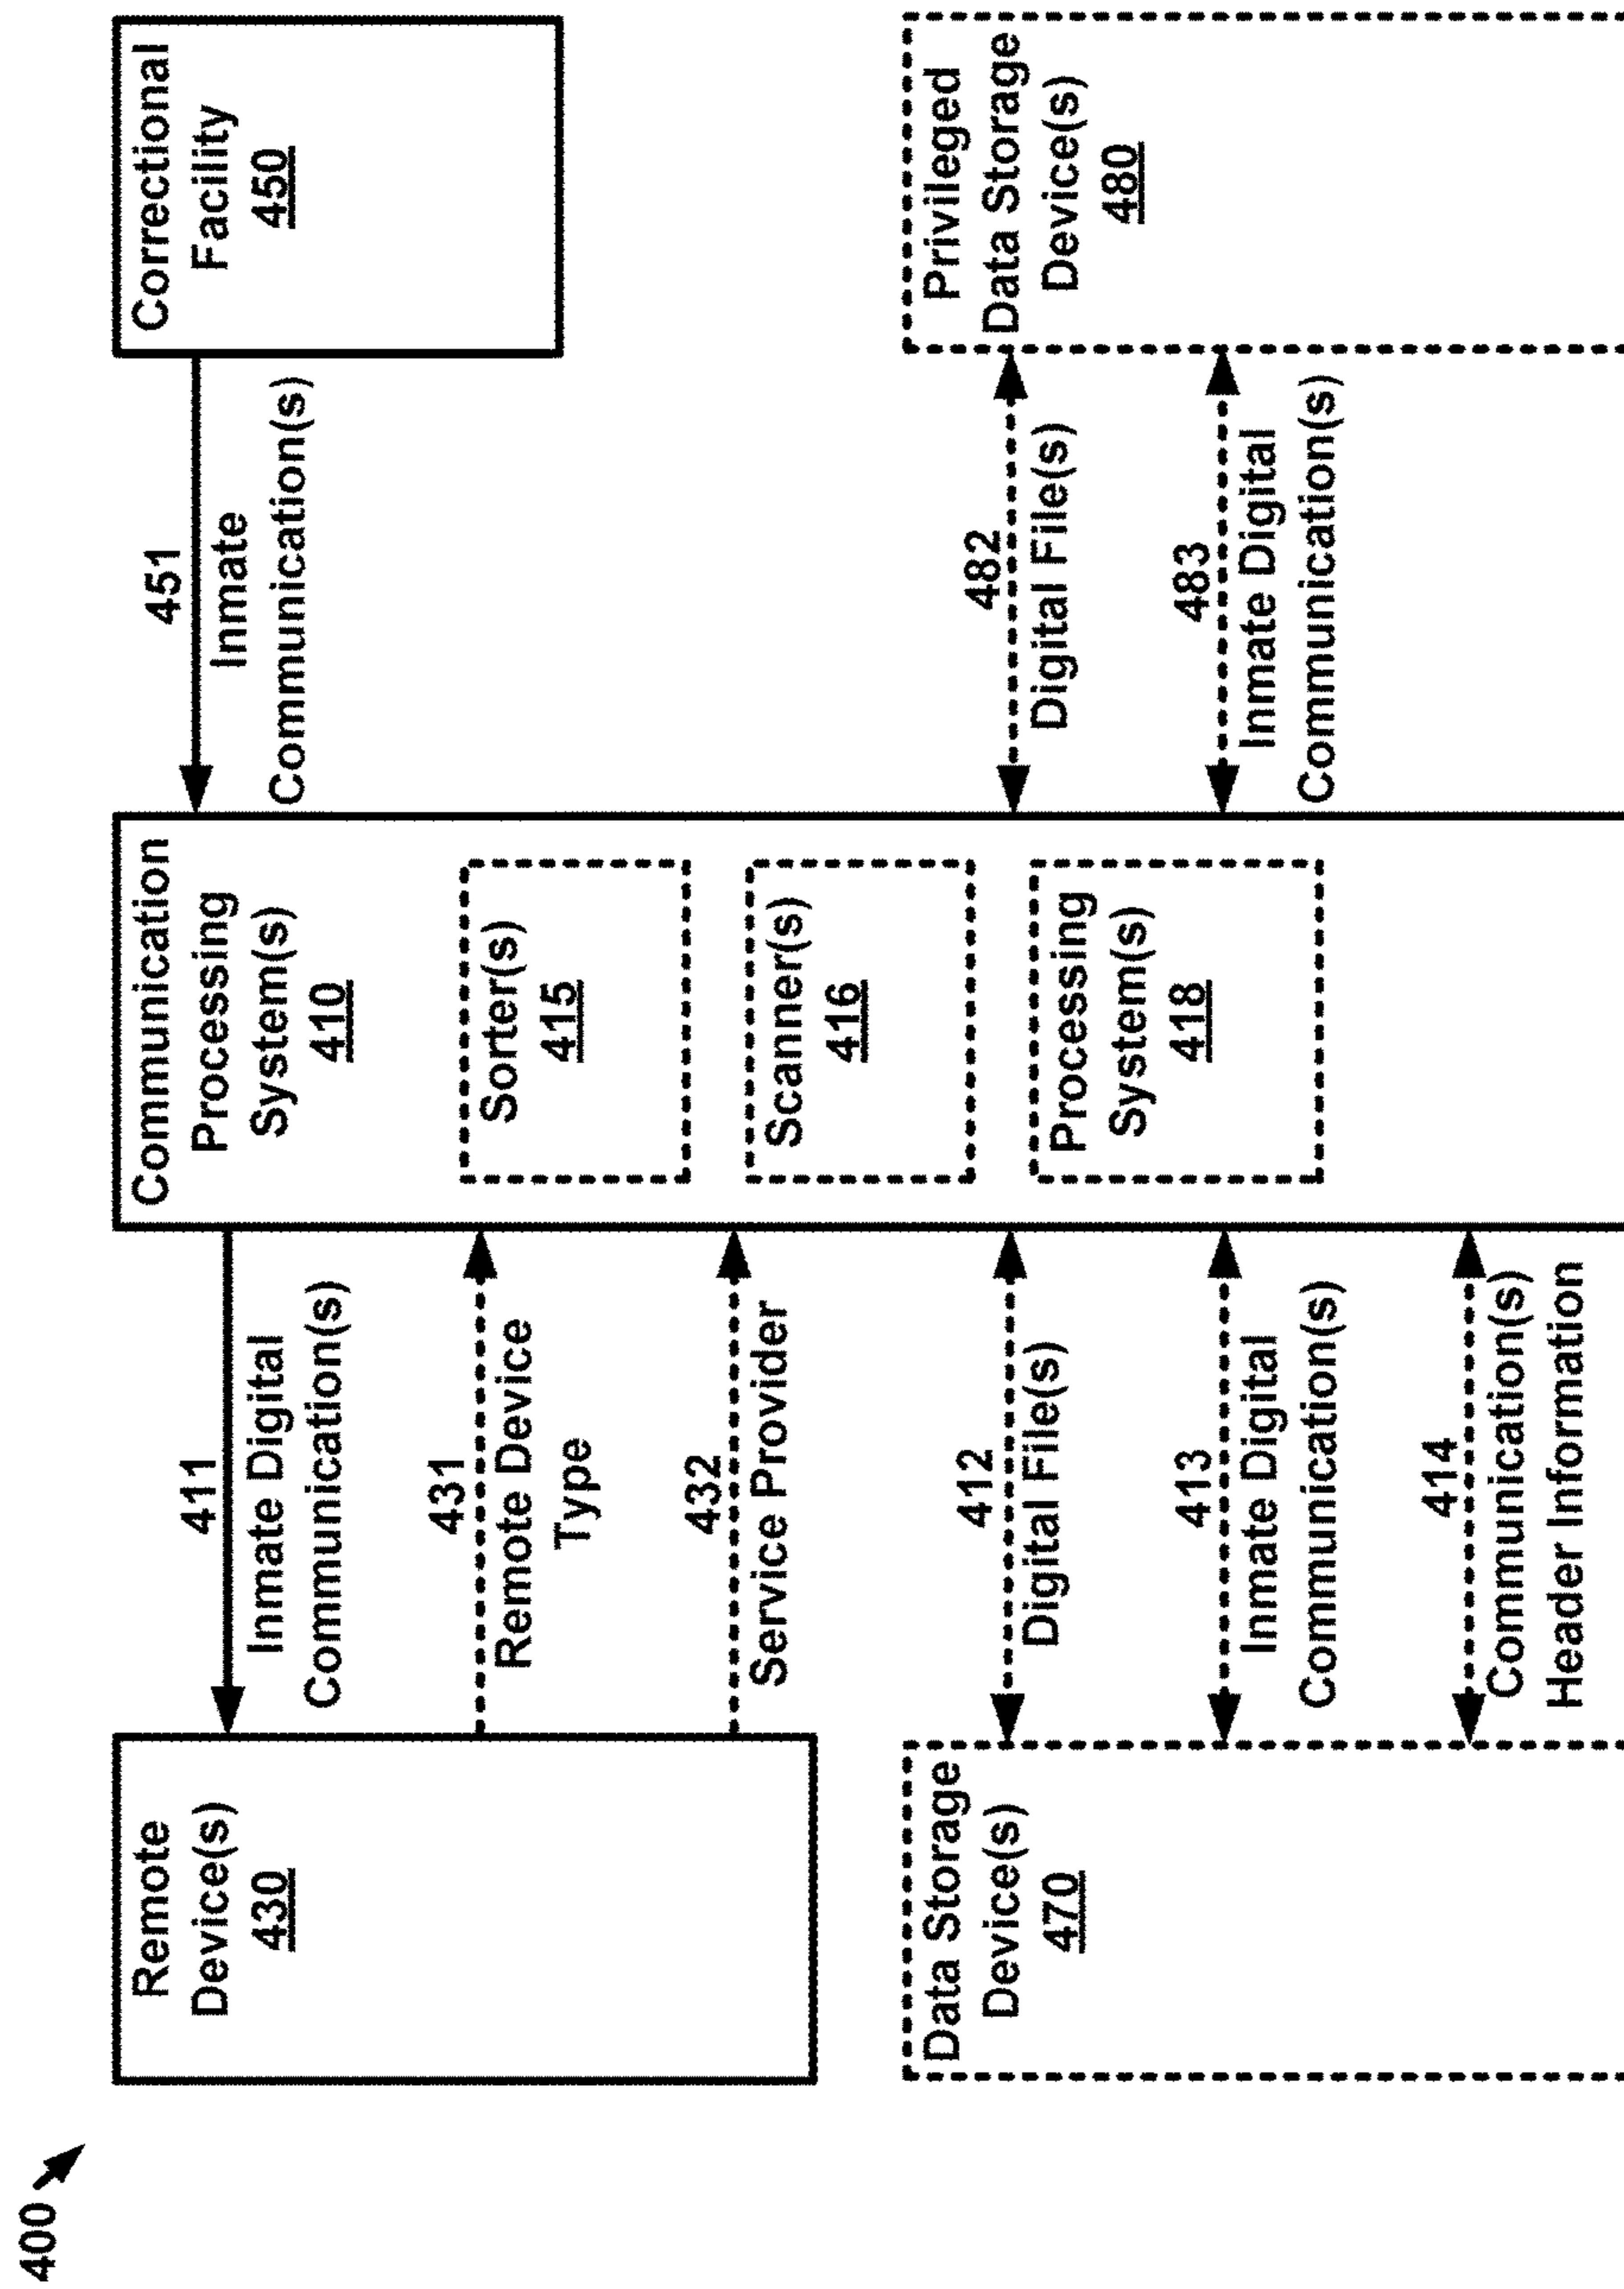 400
Remote
Device(s)
430
411
Inmate Digital
Communication(s)
431
Remote Device
Type
432
Service Provider
Communication
Processing
System(s)
410
Sorter(s)
415
Scanner(s)
416
Processing
System(s)
418
451
Inmate
Communication(s)
Correctional
Facility
450
Data Storage
Device(s)
470
412
Digital File(s)
413
Inmate Digital
Communication(s)
414
Communication(s)
Header Information
482
Digital File(s)
483
Inmate Digital
Communication(s)
Privileged
Data Storage
Device(s)
480